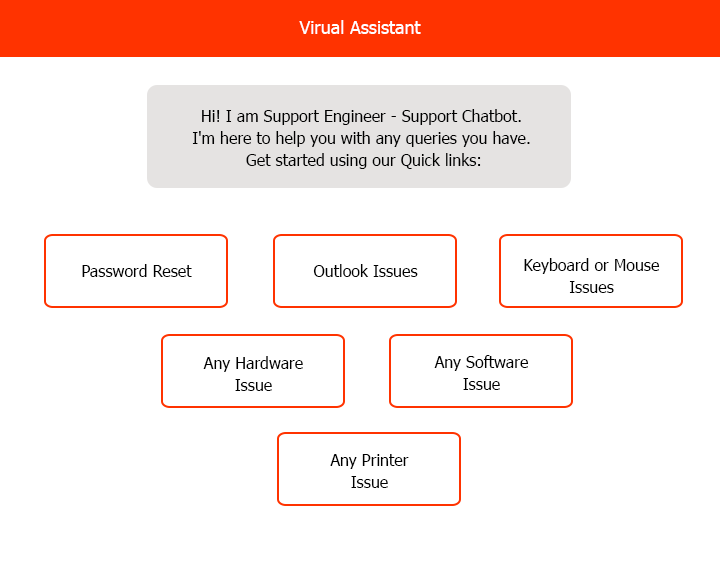 Virual Assistant
Hi! I am Support Engineer - Support Chatbot.
I'm here to help you with any queries you have.
Get started using our Quick links:
Password Reset
Outlook Issues
Keyboard or Mouse
Issues
Any Hardware
Issue
Any Software
Issue
Any Printer
Issue